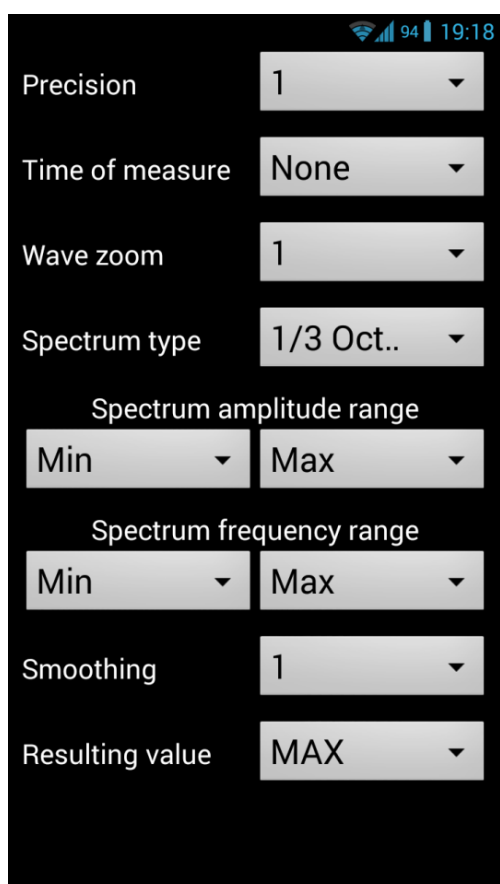 94 19:18
Precision 1
Time of measure None
Wave zoom 1
Spectrum type 1/3 Oct..
Spectrum amplitude range
Min Max
Spectrum frequency range
Min Max
Smoothing 1
Resulting value MAX